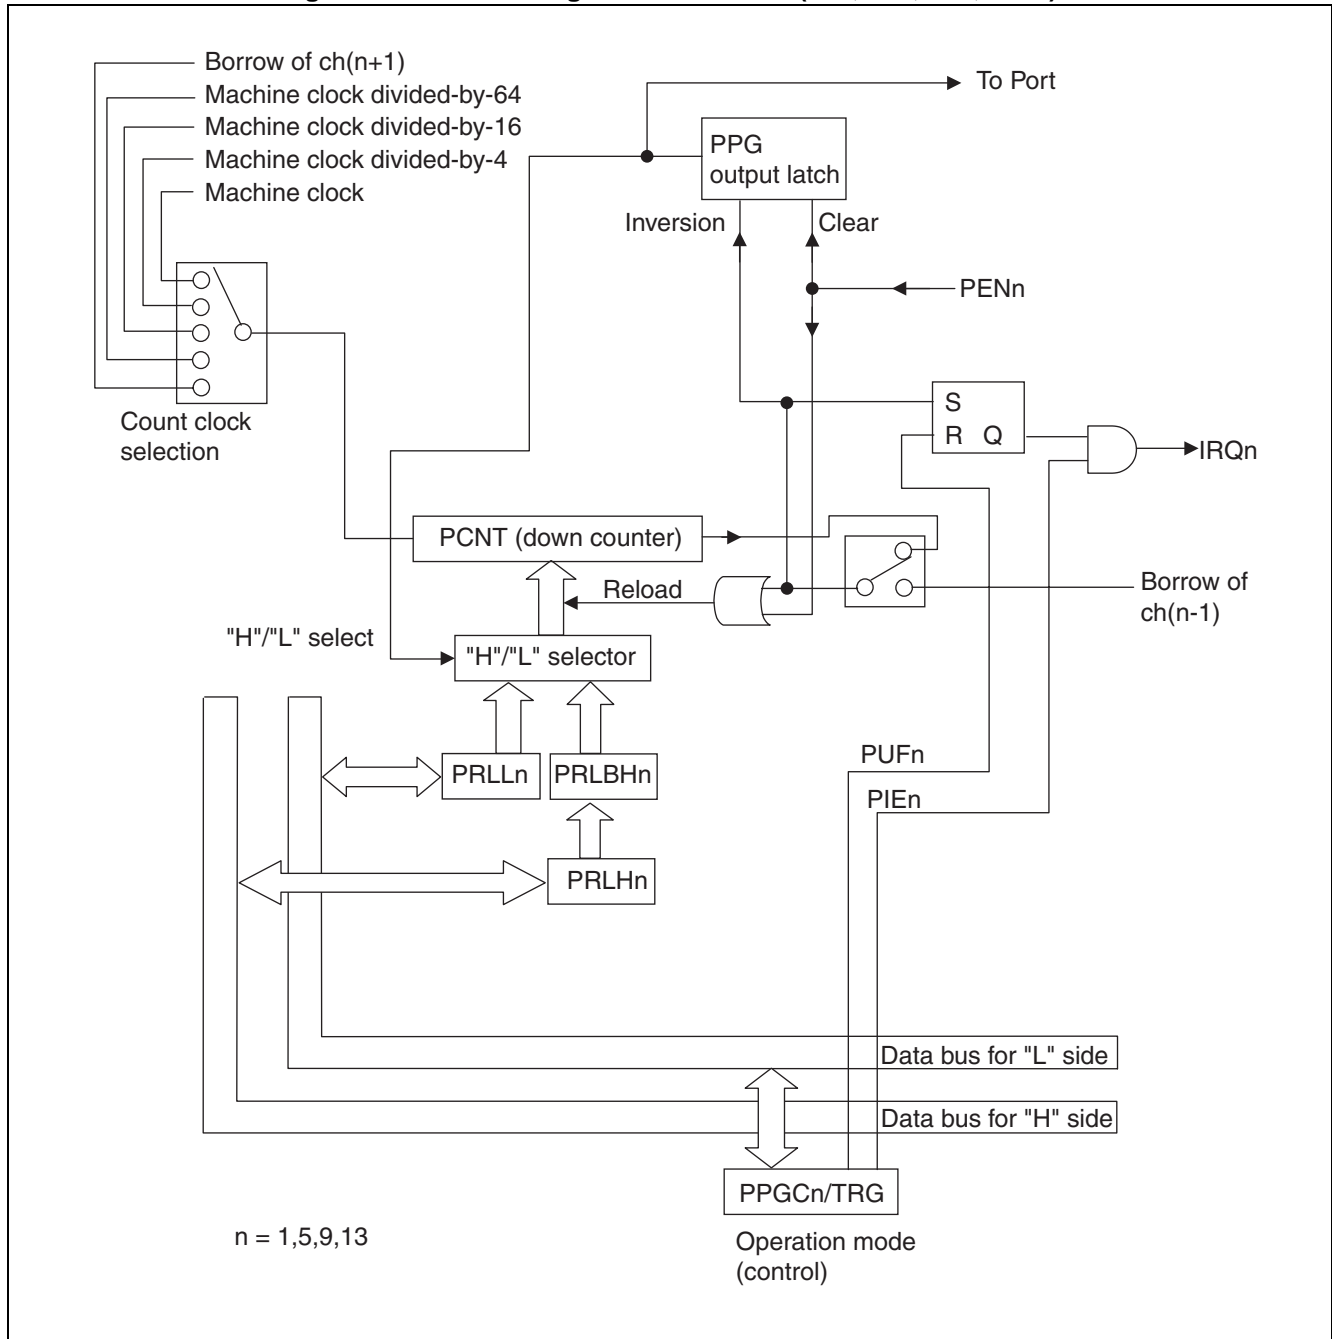 Borrow of ch(n+1)
Machine clock divided-by-64
Machine clock divided-by-16
Machine clock divided-by-4
Machine clock
To Port
PPG
output latch
Inversion
Clear
PENn
Count clock
selection
S
R Q
IRQn
PCNT (down counter)
Reload
Borrow of
ch(n-1)
"H"/"L" select
"H"/"L" selector
PRLLn
PRLBHn
PUFn
PIEn
PRLHn
Data bus for "L" side
Data bus for "H" side
PPGCn/TRG
n = 1,5,9,13
Operation mode
(control)